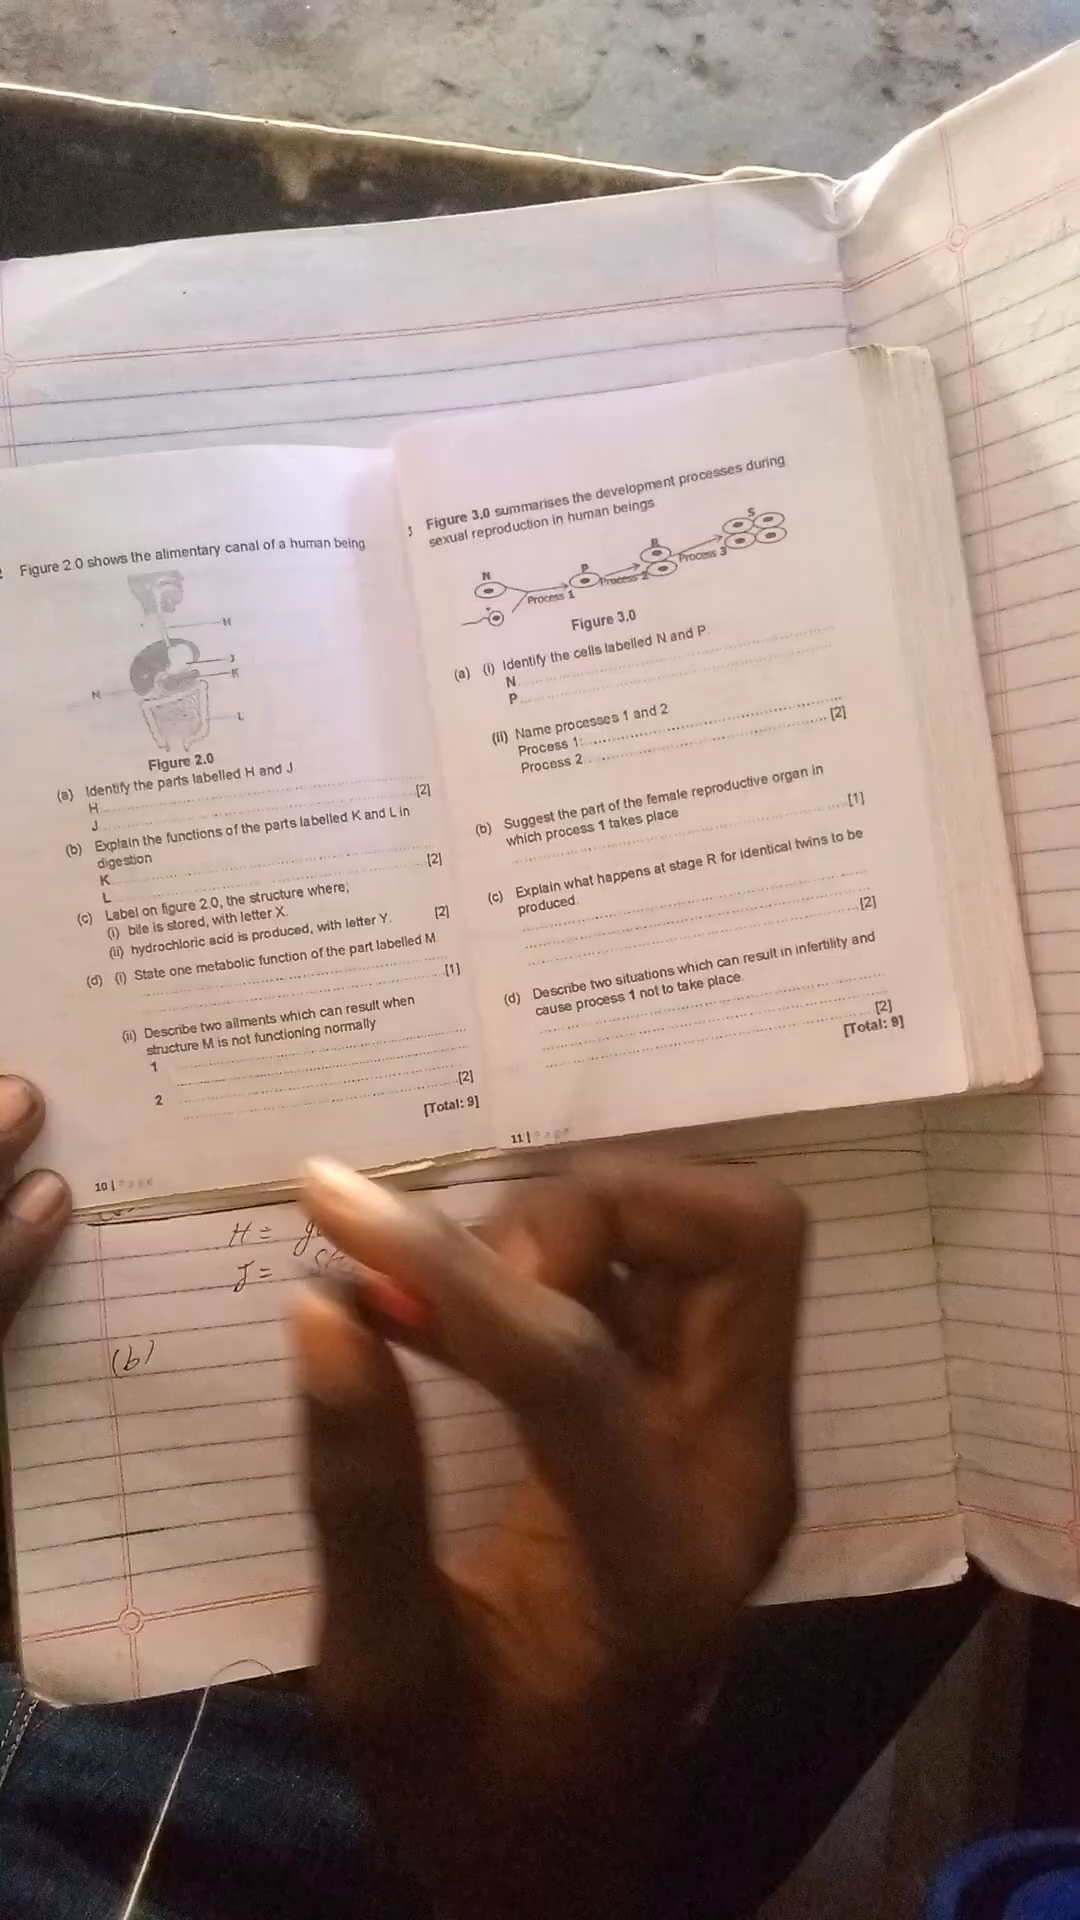 Figure 2.0 shows the alimentary canal of a human being
H
J
K
M
L
Figure 2.0
(a) Identify the parts labelled H and J
H
J [2]
(b) Explain the functions of the parts labelled K and L in
digestion
K
L [2]
(c) Label on figure 2.0, the structure where;
(i) bile is stored, with letter X.
(ii) hydrochloric acid is produced, with letter Y. [2]
(d) (i) State one metabolic function of the part labelled M
[1]
(ii) Describe two ailments which can result when
structure M is not functioning normally
1
2 [2]
[Total: 9]
10 | Page
Figure 3.0 summarises the development processes during
sexual reproduction in human beings
N
P
R
S
Process 1
Process 2
Process 3
Figure 3.0
(a) (i) Identify the cells labelled N and P
N
P
(ii) Name processes 1 and 2
Process 1:
Process 2 [2]
(b) Suggest the part of the female reproductive organ in
which process 1 takes place
[1]
(c) Explain what happens at stage R for identical twins to be
produced
[2]
(d) Describe two situations which can result in infertility and
cause process 1 not to take place
[2]
[Total: 9]
11 | Page
H =
J =
(b)